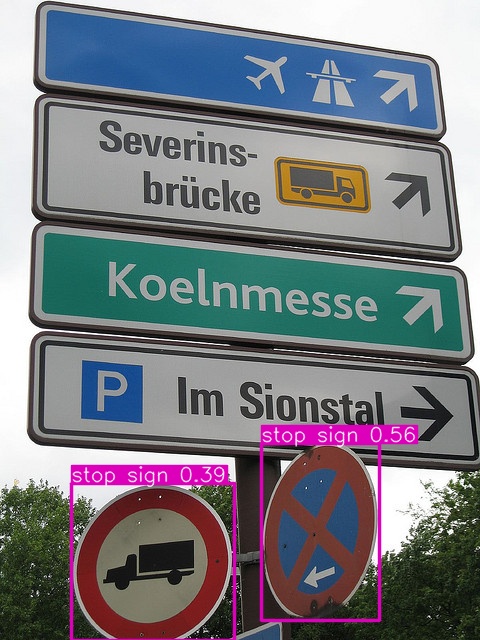 Severins-
brücke
Koelnmesse
P Im Sionstal
stop sign 0.56
stop sign 0.39